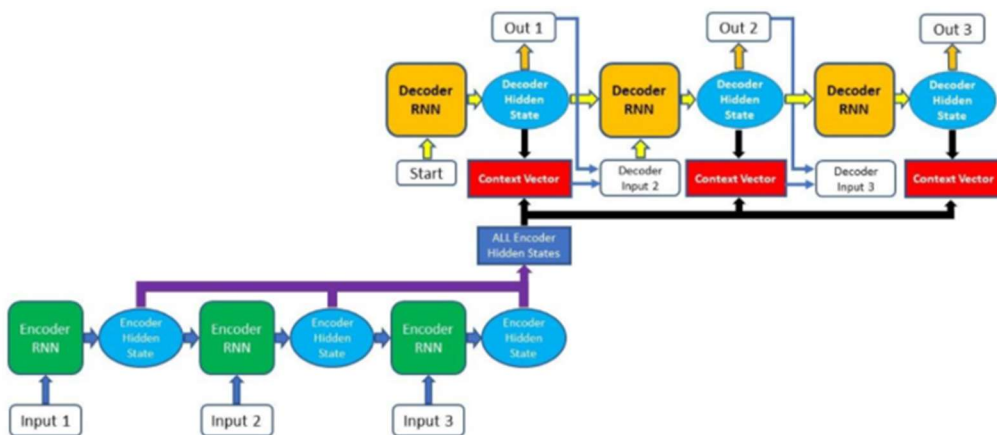 Out 1
Out 2
Out 3
Decoder
RNN
Decoder
Hidden
State
Decoder
RNN
Decoder
Hidden
State
Decoder
RNN
Decoder
Hidden
State
Start
Context Vector
Decoder
Input 2
Context Vector
Decoder
Input 3
Context Vector
ALL Encoder
Hidden States
Encoder
RNN
Encoder
Hidden
State
Encoder
RNN
Encoder
Hidden
State
Encoder
RNN
Encoder
Hidden
State
Input 1
Input 2
Input 3